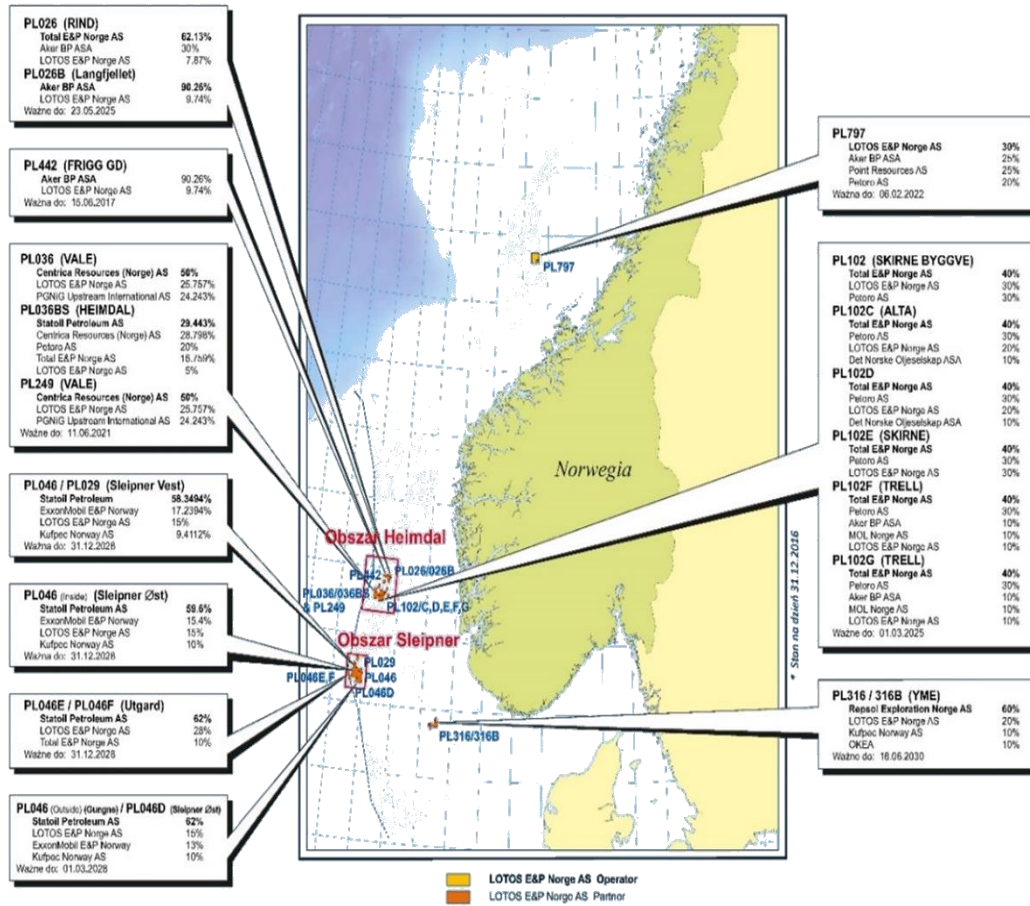 PL026 (RIND)
Total E&P Norge AS 62.13%
Aker BP ASA 30%
LOTOS E&P Norge AS 7.87%
PL026B (Langfjellet)
Aker BP ASA 90.26%
LOTOS E&P Norge AS 9.74%
Ważne do: 23.05.2025
PL442 (FRIGG GD)
Aker BP ASA 90.26%
LOTOS E&P Norge AS 9.74%
Ważna do: 15.06.2017
PL036 (VALE)
Centrica Resources (Norge) AS 50%
LOTOS E&P Norge AS 25.757%
PGNiG Upstream International AS 24.243%
PL036BS (HEIMDAL)
Statoil Petroleum AS 29.443%
Centrica Resources (Norge) AS 28.798%
Petoro AS 20%
Total E&P Norge AS 16.759%
LOTOS E&P Norge AS 5%
PL249 (VALE)
Centrica Resources (Norge) AS 50%
LOTOS E&P Norge AS 25.757%
PGNiG Upstream International AS 24.243%
Ważne do: 11.06.2021
PL046 / PL029 (Sleipner Vest)
Statoil Petroleum 58.3494%
ExxonMobil E&P Norway 17.2394%
LOTOS E&P Norge AS 15%
Kufpec Norway AS 9.4112%
Ważna do: 31.12.2028
PL046 (Inside) (Sleipner Øst)
Statoil Petroleum AS 59.6%
ExxonMobil E&P Norway 15.4%
LOTOS E&P Norge AS 15%
Kufpec Norway AS 10%
Ważna do: 31.12.2028
PL046E / PL046F (Utgard)
Statoil Petroleum AS 62%
LOTOS E&P Norge AS 28%
Total E&P Norge AS 10%
Ważne do: 31.12.2028
PL046 (Outside) (Gungne) / PL046D (Sleipner Øst)
Statoil Petroleum AS 62%
LOTOS E&P Norge AS 15%
ExxonMobil E&P Norway 13%
Kufpec Norway AS 10%
Ważne do: 01.03.2028
PL797
Norwegia
Obszar Heimdal
PL442
PL026/026B
PL036/036BS
& PL249
PL102/C,D,E,F,G
Obszar Sleipner
PL029
PL046E,F
PL046
PL046D
PL316/316B
* Stan na dzień 31.12.2016
PL797
LOTOS E&P Norge AS 30%
Aker BP ASA 25%
Point Resources AS 25%
Petoro AS 20%
Ważna do: 06.02.2022
PL102 (SKIRNE BYGGVE)
Total E&P Norge AS 40%
LOTOS E&P Norge AS 30%
Petoro AS 30%
PL102C (ALTA)
Total E&P Norge AS 40%
Petoro AS 30%
LOTOS E&P Norge AS 20%
Det Norske Oljeselskap ASA 10%
PL102D
Total E&P Norge AS 40%
Petoro AS 30%
LOTOS E&P Norge AS 20%
Det Norske Oljeselskap ASA 10%
PL102E (SKIRNE)
Total E&P Norge AS 40%
Petoro AS 30%
LOTOS E&P Norge AS 30%
PL102F (TRELL)
Total E&P Norge AS 40%
Petoro AS 30%
Aker BP ASA 10%
MOL Norge AS 10%
LOTOS E&P Norge AS 10%
PL102G (TRELL)
Total E&P Norge AS 40%
Petoro AS 30%
Aker BP ASA 10%
MOL Norge AS 10%
LOTOS E&P Norge AS 10%
Ważne do: 01.03.2025
PL316 / 316B (YME)
Repsol Exploration Norge AS 60%
LOTOS E&P Norge AS 20%
Kufpec Norway AS 10%
OKEA 10%
Ważne do: 18.06.2030
LOTOS E&P Norge AS Operator
LOTOS E&P Norge AS Partner